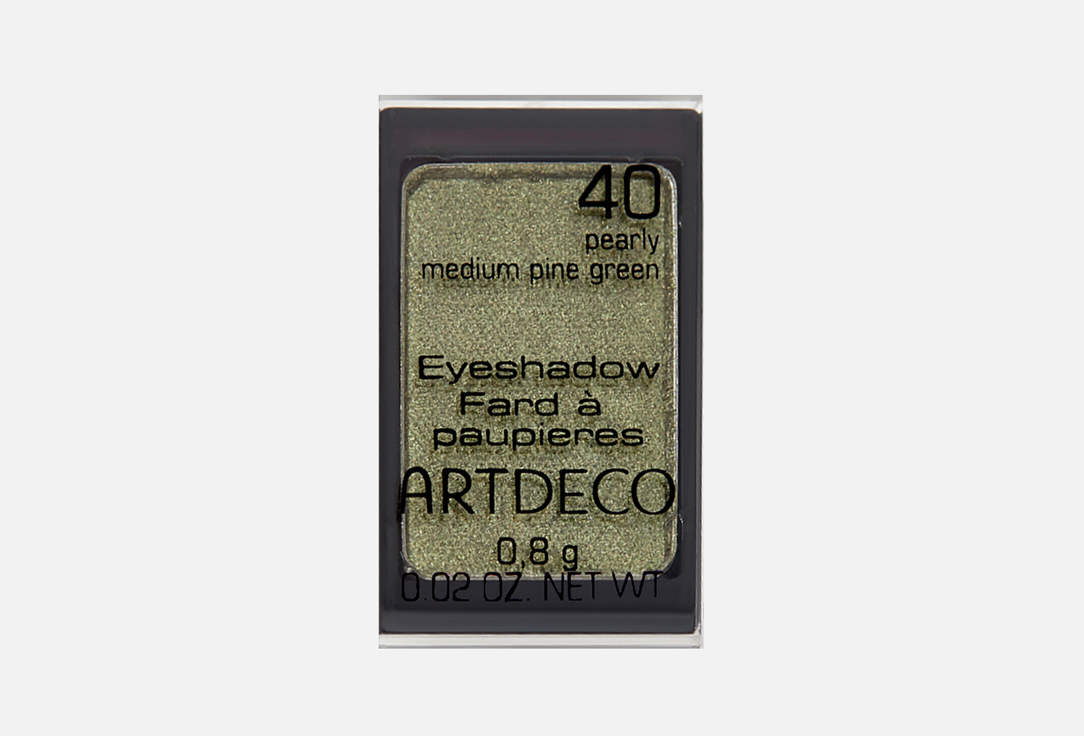 40
pearly
medium pine green
Eyeshadow
Fard à
paupieres
ARTDECO
0,8 g
0.02 OZ. NET WT